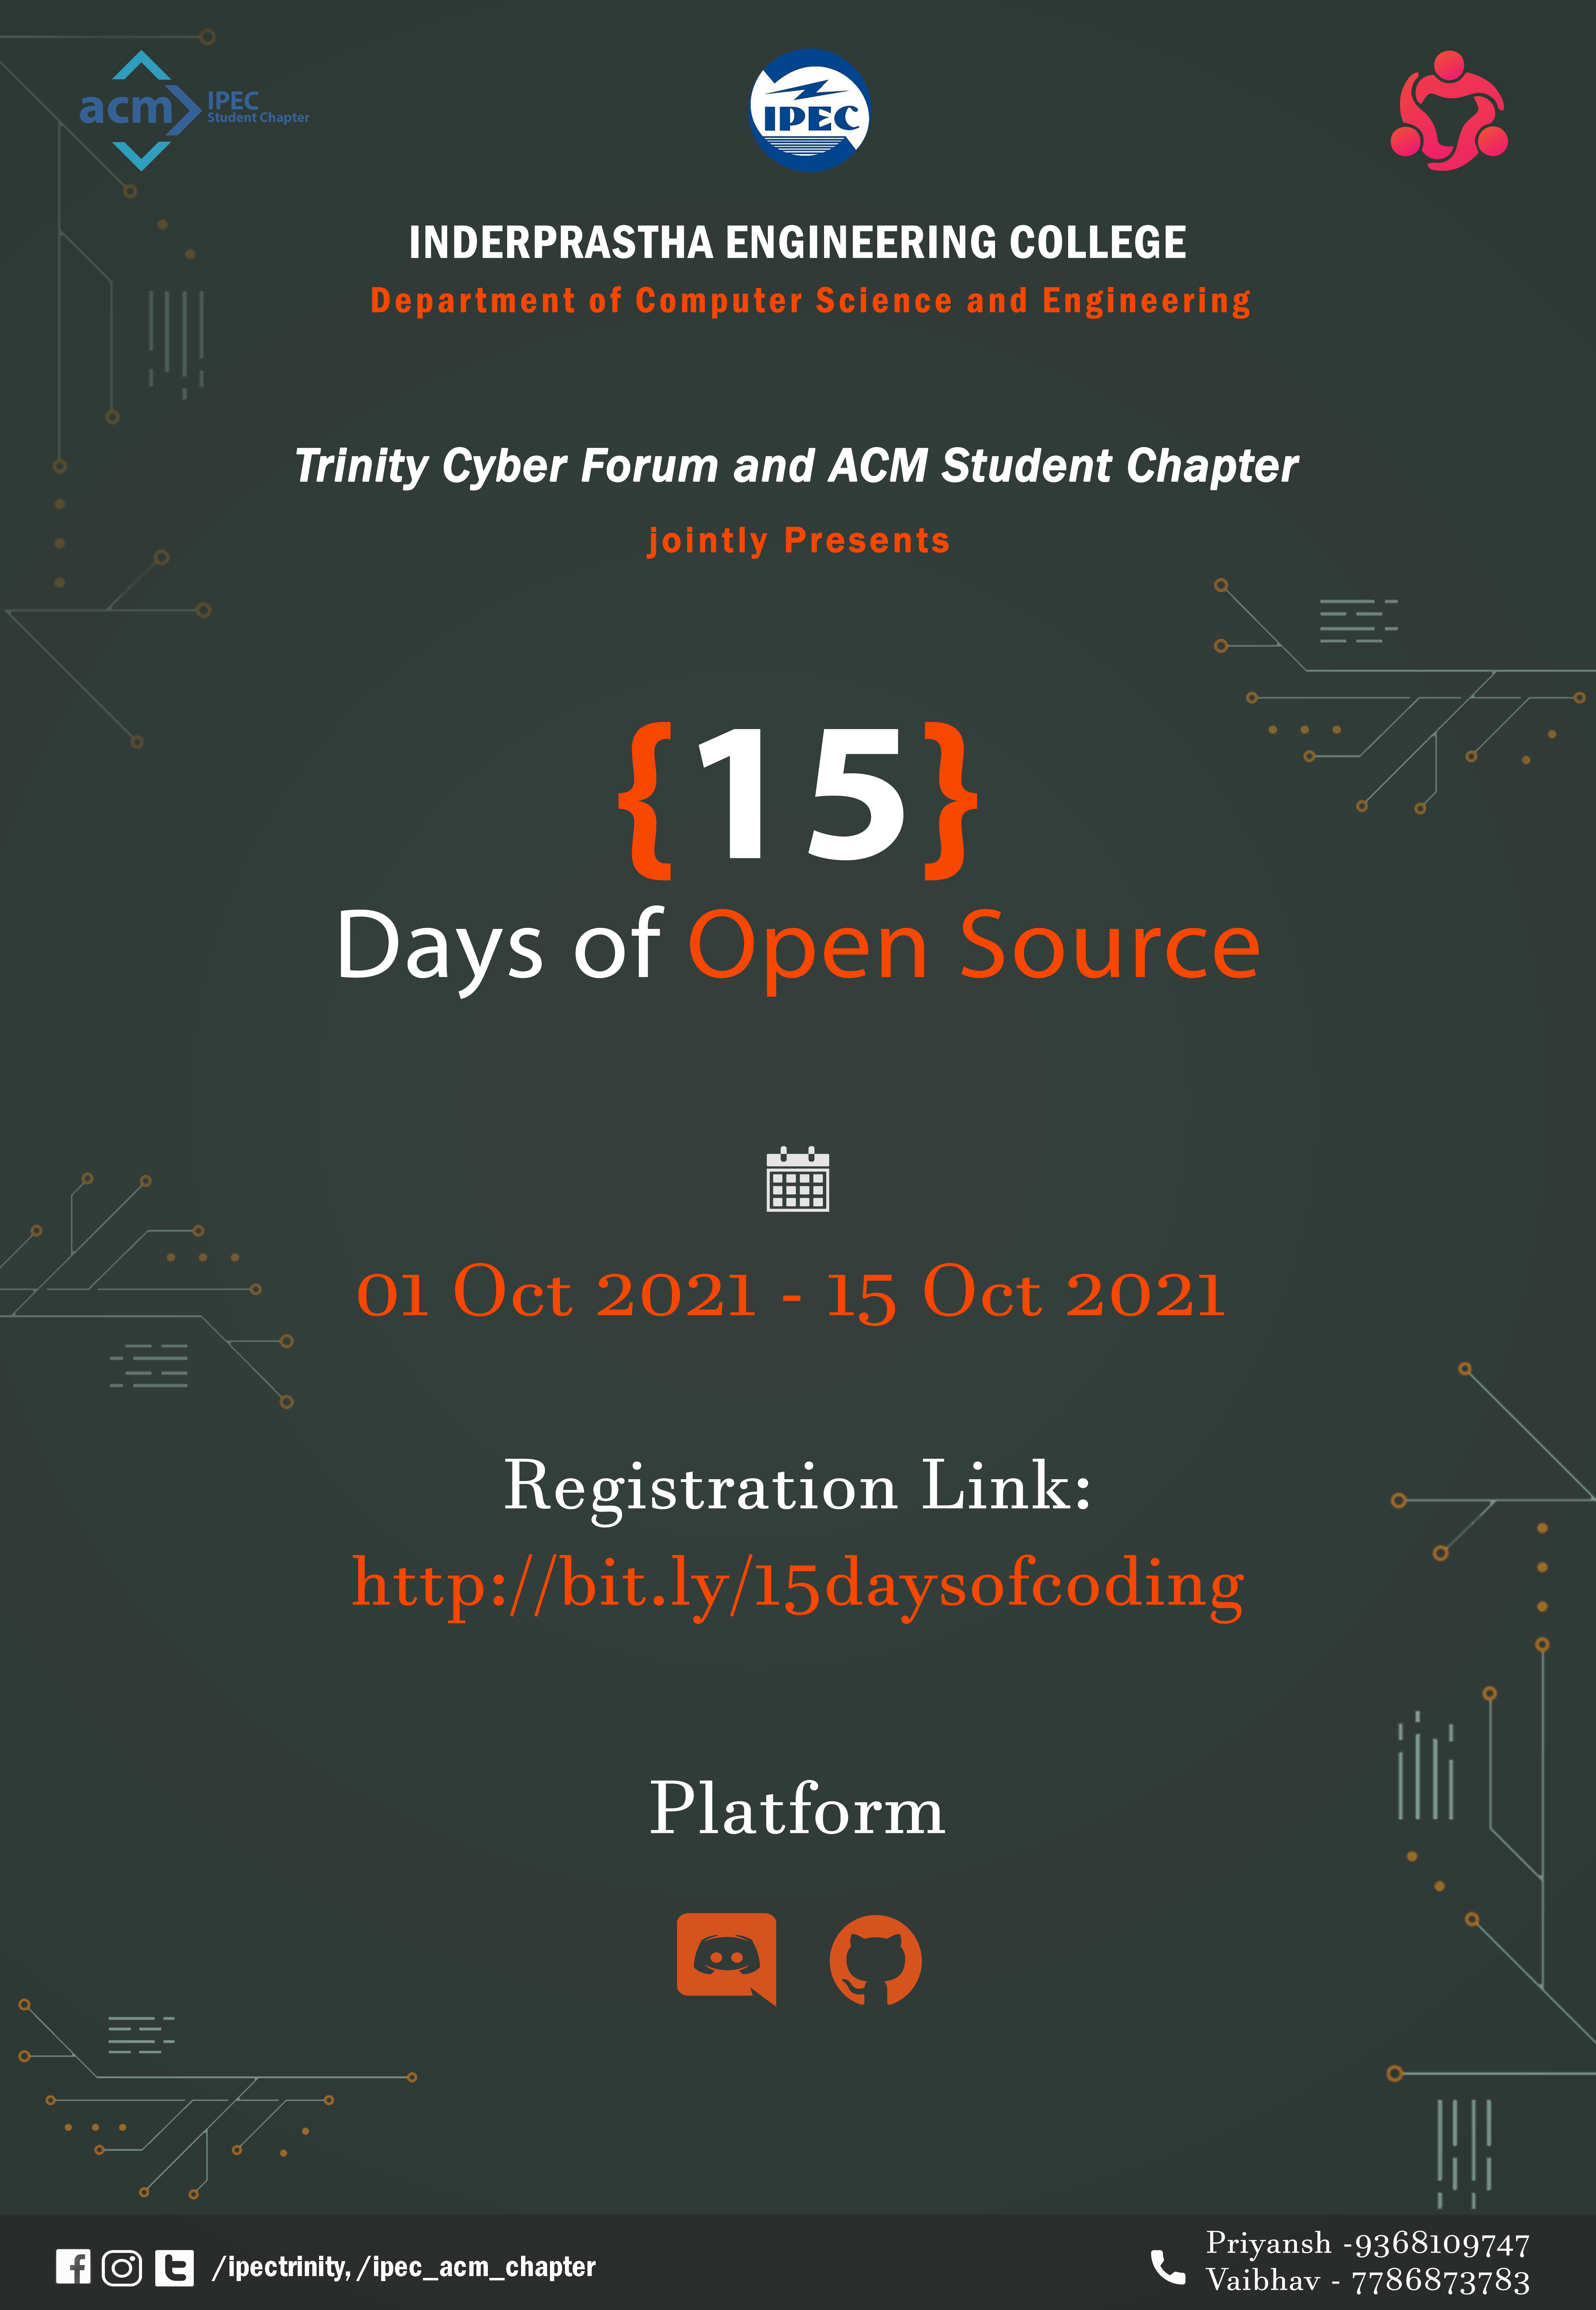 acm IPEC
Student Chapter
IPEC
INDERPRASTHA ENGINEERING COLLEGE
Department of Computer Science and Engineering
Trinity Cyber Forum and ACM Student Chapter
jointly Presents
{15}
Days of Open Source
01 Oct 2021 - 15 Oct 2021
Registration Link:
http://bit.ly/15daysofcoding
Platform
/ipectrinity, /ipec_acm_chapter
Priyansh -9368109747
Vaibhav - 7786873783